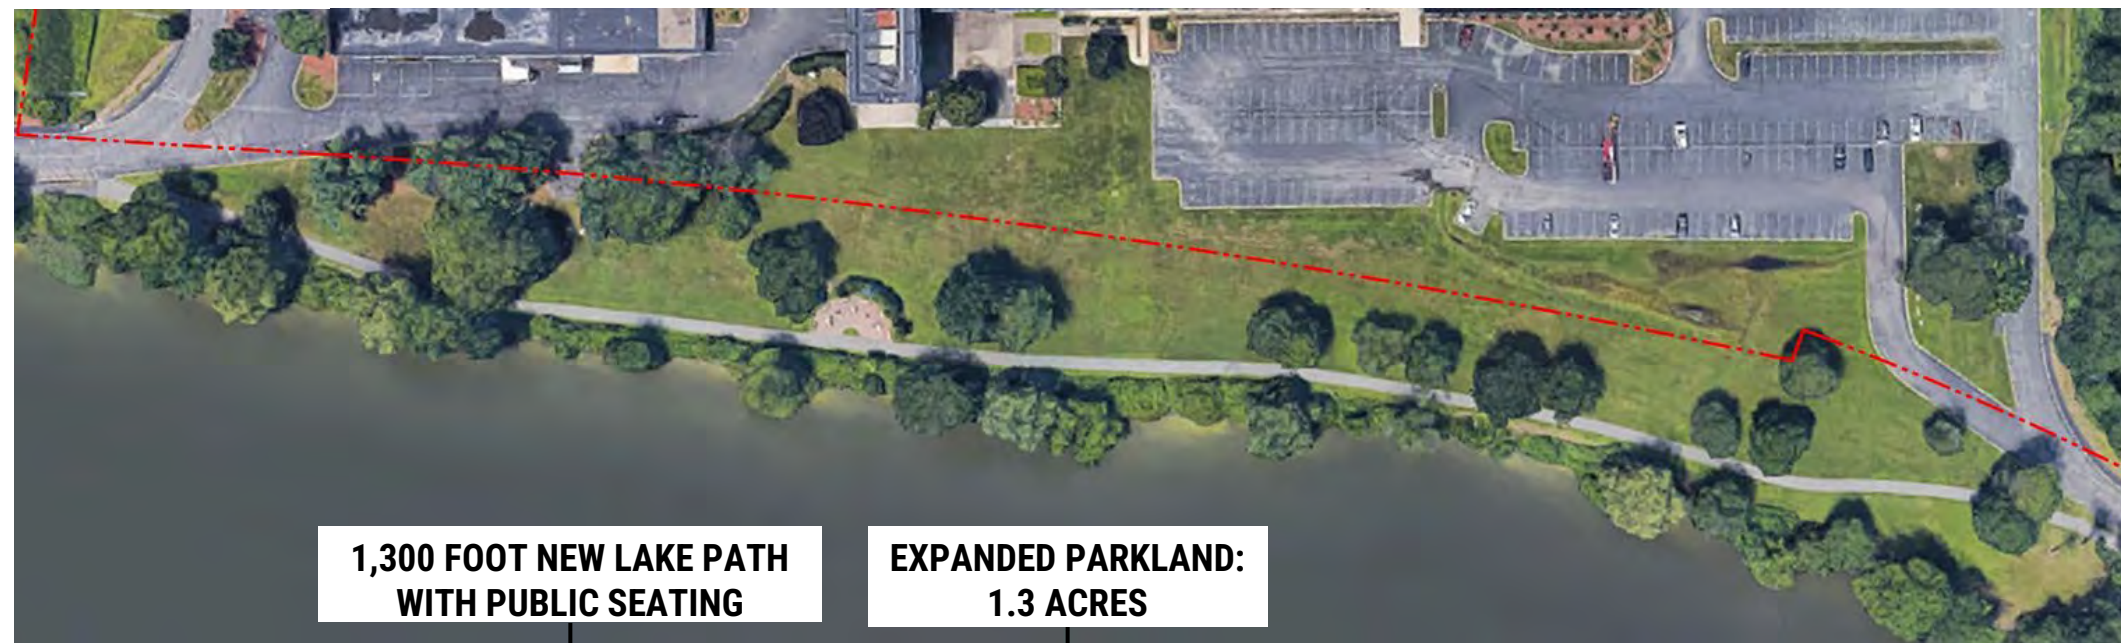 1,300 FOOT NEW LAKE PATH
WITH PUBLIC SEATING
EXPANDED PARKLAND:
1.3 ACRES